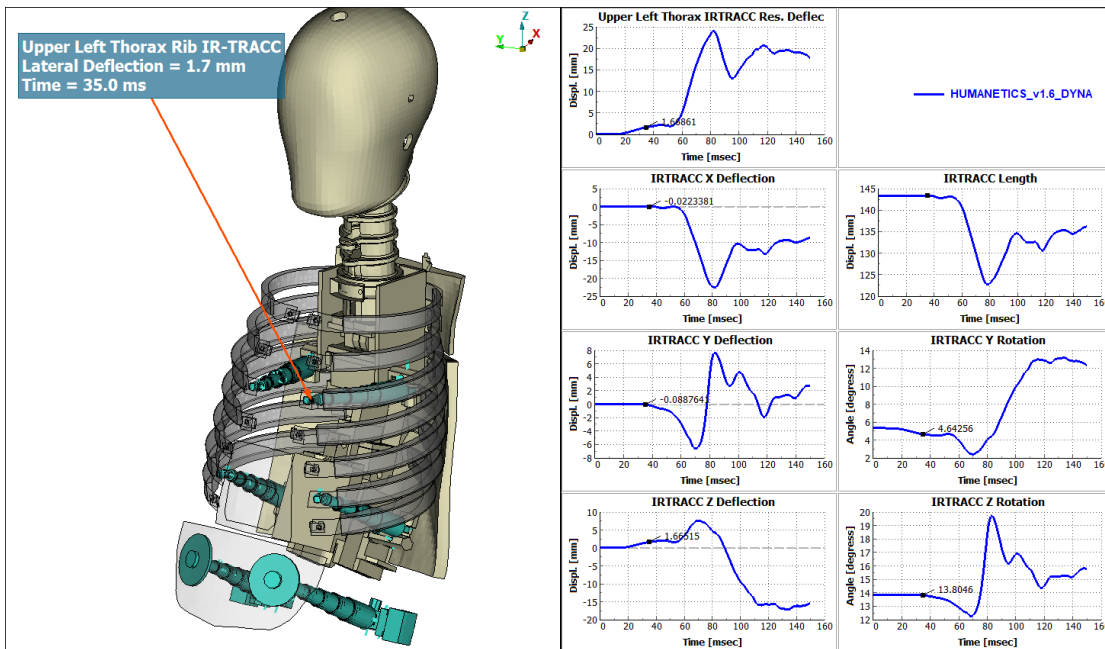 Upper Left Thorax Rib IR-TRACC
Lateral Deflection = 1.7 mm
Time = 35.0 ms
Z
Y
X
Upper Left Thorax IRTRACC Res. Deflec
Displ. [mm]
25
20
15
10
5
0
1.66861
0 20 40 60 80 100 120 140 160
Time [msec]
HUMANETICS_v1.6_DYNA
IRTRACC X Deflection
Displ. [mm]
5
0
-5
-10
-15
-20
-25
-0.0223381
0 20 40 60 80 100 120 140 160
Time [msec]
IRTRACC Length
Displ. [mm]
145
140
135
130
125
120
0 20 40 60 80 100 120 140 160
Time [msec]
IRTRACC Y Deflection
Displ. [mm]
8
6
4
2
0
-2
-4
-6
-8
-0.0887641
0 20 40 60 80 100 120 140 160
Time [msec]
IRTRACC Y Rotation
Angle [degress]
14
12
10
8
6
4
2
4.64256
0 20 40 60 80 100 120 140 160
Time [msec]
IRTRACC Z Deflection
Displ. [mm]
10
5
0
-5
-10
-15
-20
1.66515
0 20 40 60 80 100 120 140 160
Time [msec]
IRTRACC Z Rotation
Angle [degress]
20
19
18
17
16
15
14
13
12
13.8046
0 20 40 60 80 100 120 140 160
Time [msec]